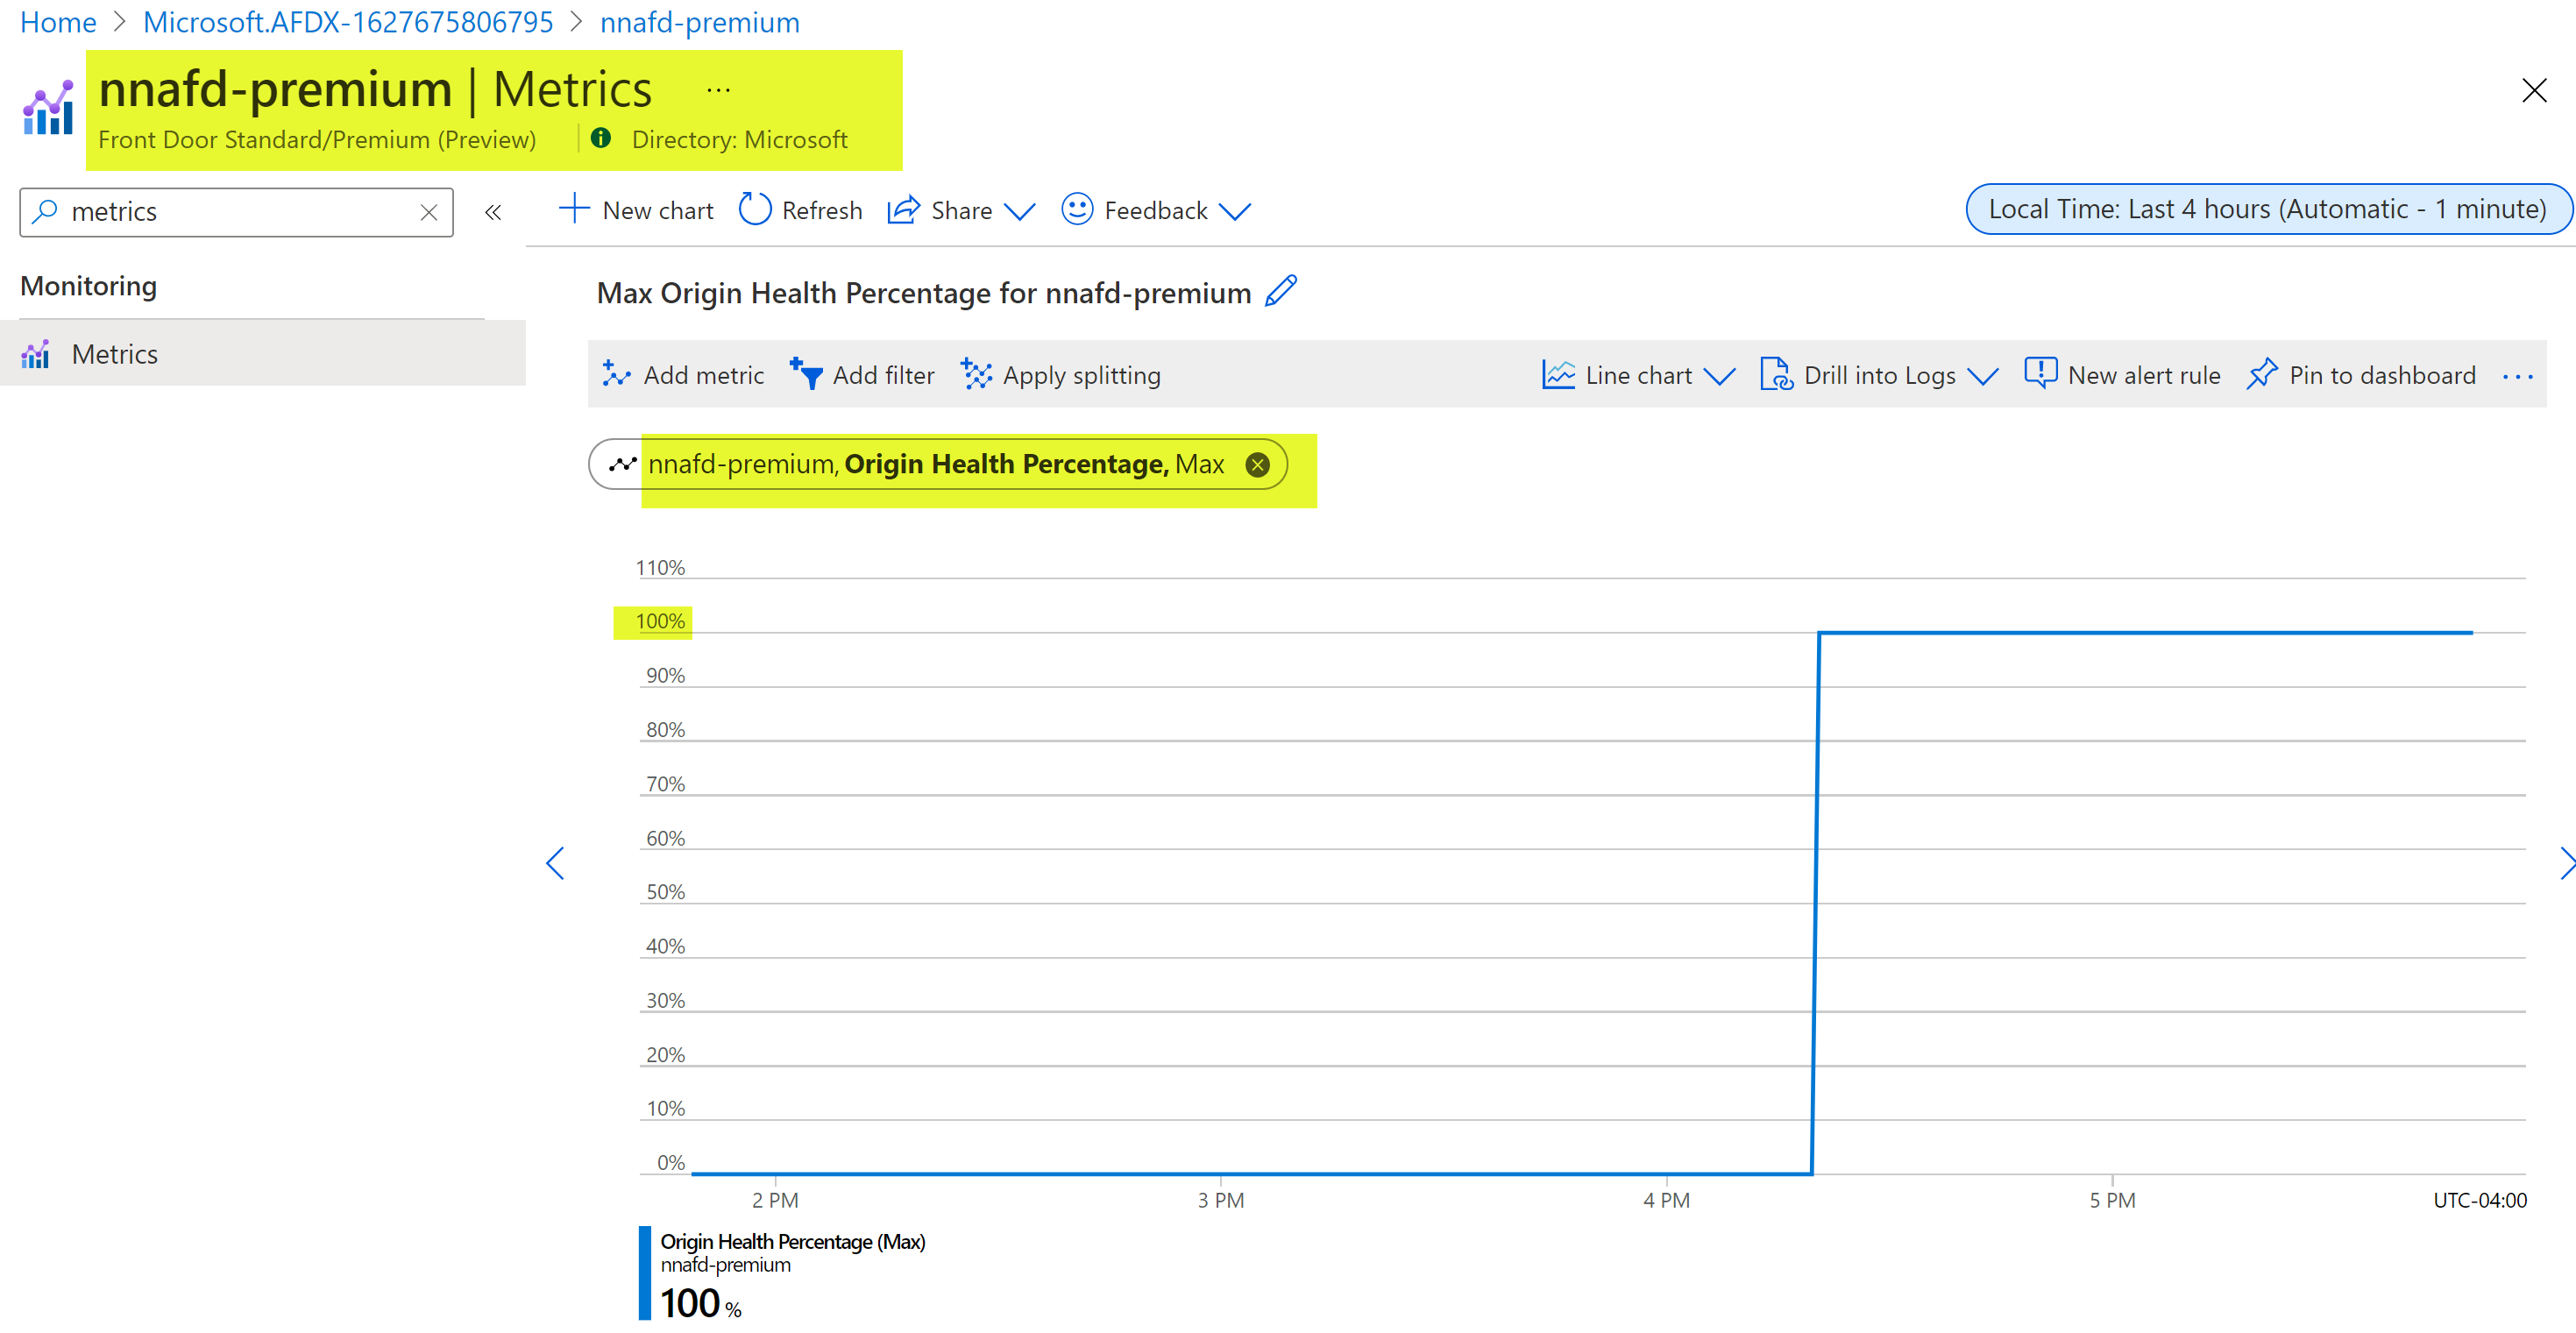 Home > Microsoft.AFDX-1627675806795 > nnafd-premium
nnafd-premium | Metrics ...
Front Door Standard/Premium (Preview) | Directory: Microsoft
metrics
«
New chart Refresh Share Feedback
Local Time: Last 4 hours (Automatic - 1 minute)
Monitoring
Metrics
Max Origin Health Percentage for nnafd-premium
Add metric Add filter Apply splitting Line chart Drill into Logs New alert rule Pin to dashboard ...
nnafd-premium, Origin Health Percentage, Max
110%
100%
90%
80%
70%
60%
50%
40%
30%
20%
10%
0%
2 PM 3 PM 4 PM 5 PM UTC-04:00
Origin Health Percentage (Max)
nnafd-premium
100 %